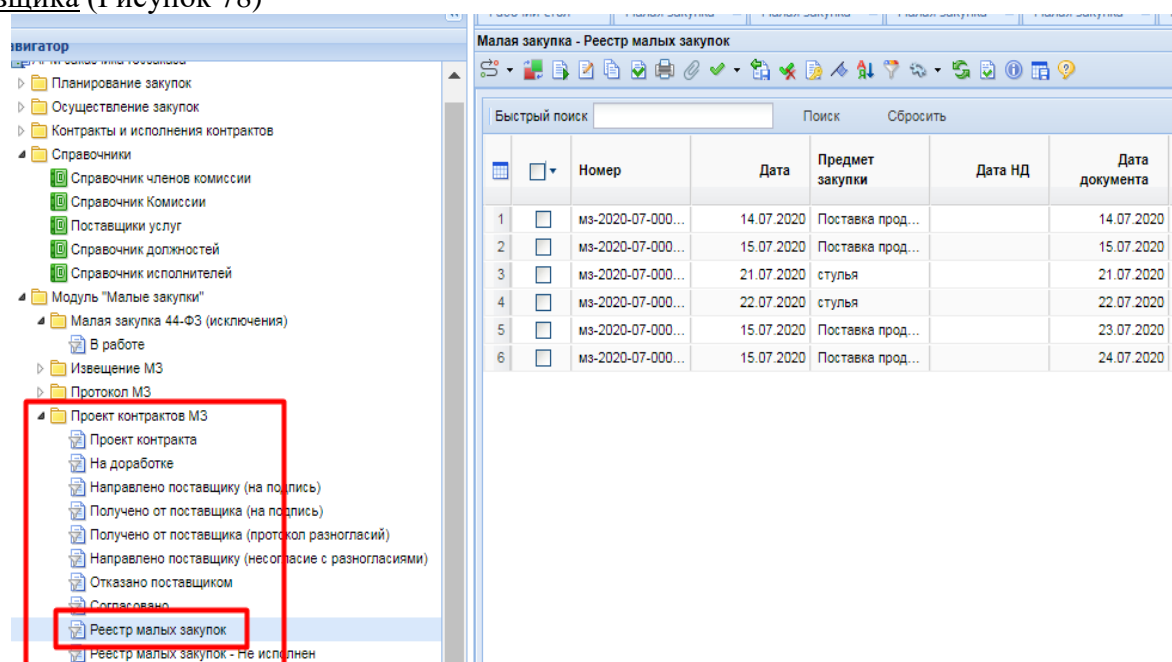 вщика (Рисунок 78)
авигатор
Планирование закупок
Осуществление закупок
Контракты и исполнения контрактов
Справочники
Справочник членов комиссии
Справочник Комиссии
Поставщики услуг
Справочник должностей
Справочник исполнителей
Модуль "Малые закупки"
Малая закупка 44-ФЗ (исключения)
В работе
Извещение МЗ
Протокол МЗ
Проект контрактов МЗ
Проект контракта
На доработке
Направлено поставщику (на подпись)
Получено от поставщика (на подпись)
Получено от поставщика (протокол разногласий)
Направлено поставщику (несогласие с разногласиями)
Отказано поставщиком
Согласовано
Реестр малых закупок
Реестр малых закупок - Не исполнен
Малая закупка - Реестр малых закупок
Быстрый поиск Поиск Сбросить
Номер Дата Предмет закупки Дата НД Дата документа
1 мз-2020-07-000... 14.07.2020 Поставка прод... 14.07.2020
2 мз-2020-07-000... 15.07.2020 Поставка прод... 15.07.2020
3 мз-2020-07-000... 21.07.2020 стулья 21.07.2020
4 мз-2020-07-000... 22.07.2020 стулья 22.07.2020
5 мз-2020-07-000... 15.07.2020 Поставка прод... 23.07.2020
6 мз-2020-07-000... 15.07.2020 Поставка прод... 24.07.2020